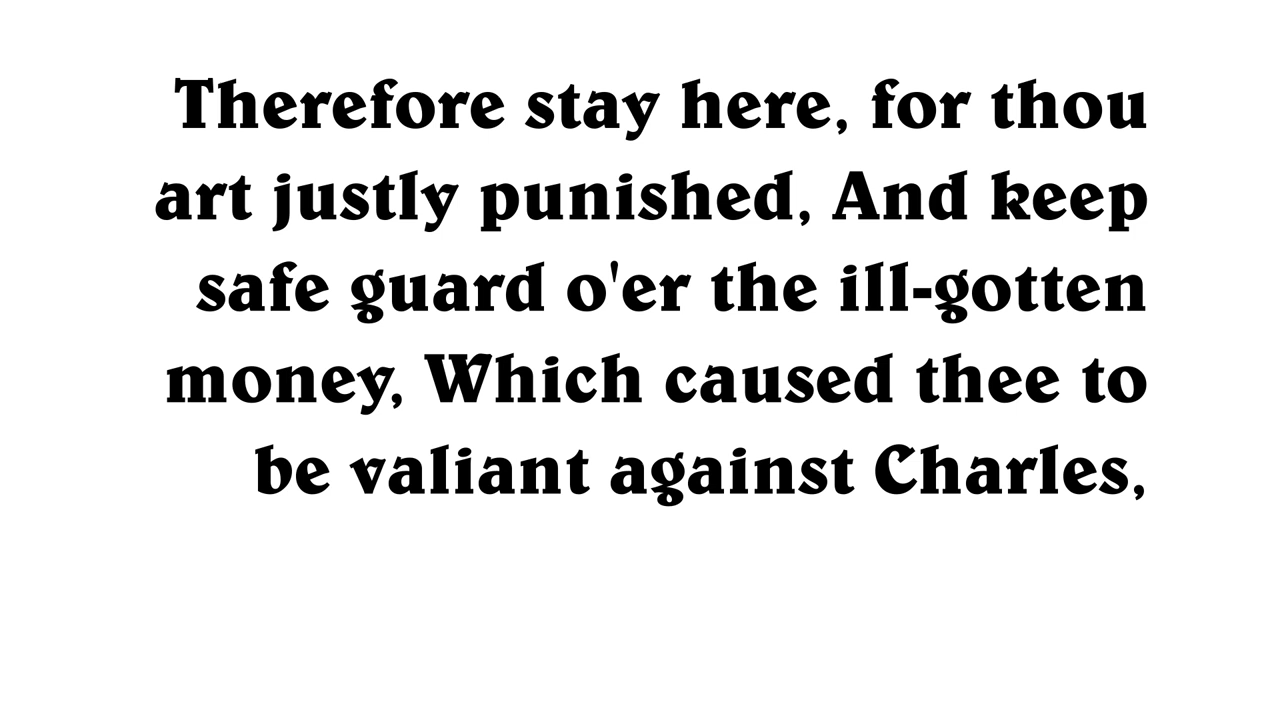 Therefore stay here, for thou
art justly punished, And keep
safe guard o'er the ill-gotten
money, Which caused thee to
be valiant against Charles,